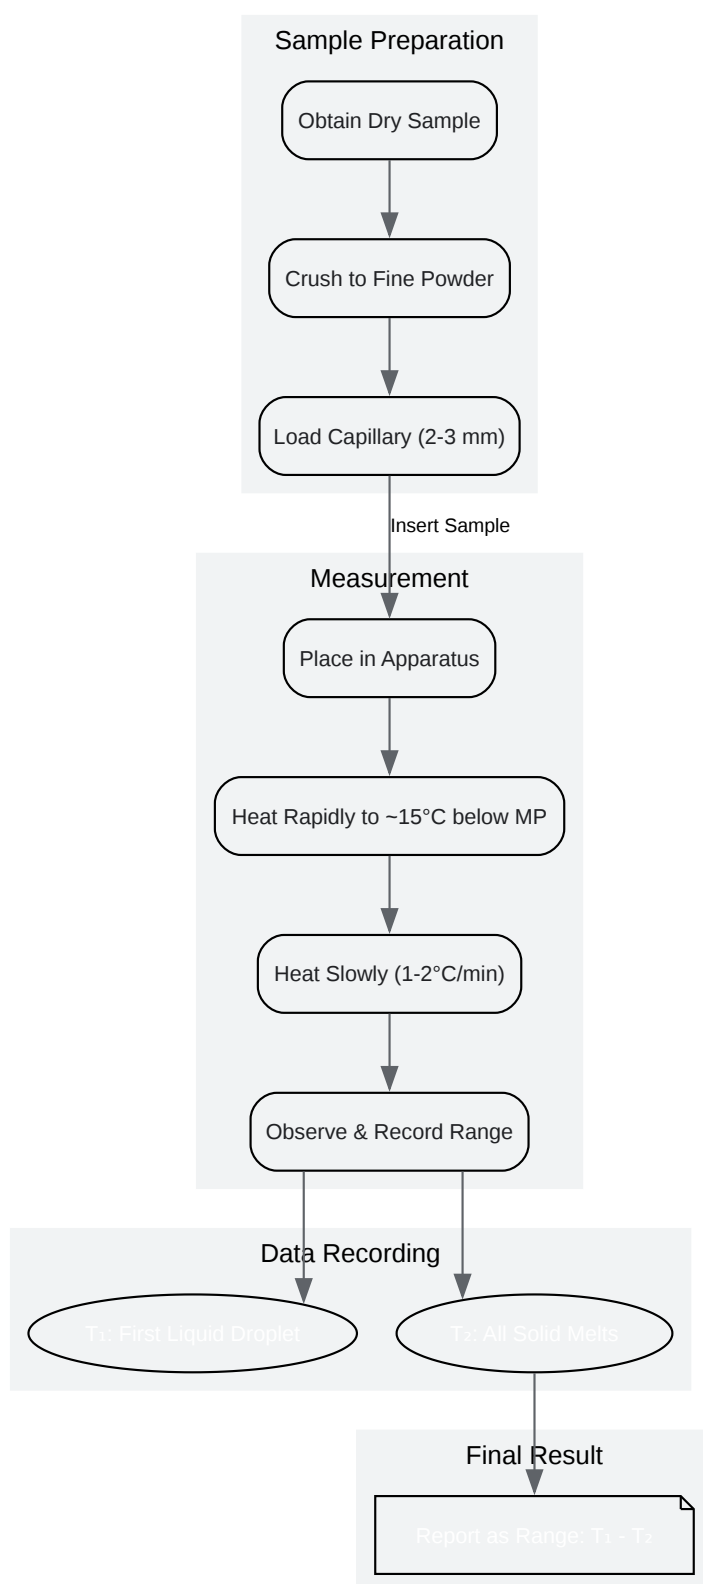 Sample Preparation
Obtain Dry Sample
Crush to Fine Powder
Load Capillary (2-3 mm)
Insert Sample
Measurement
Place in Apparatus
Heat Rapidly to ~15°C below MP
Heat Slowly (1-2°C/min)
Observe & Record Range
Data Recording
T₁: First Liquid Droplet
T₂: All Solid Melts
Final Result
Report as Range: T₁ - T₂